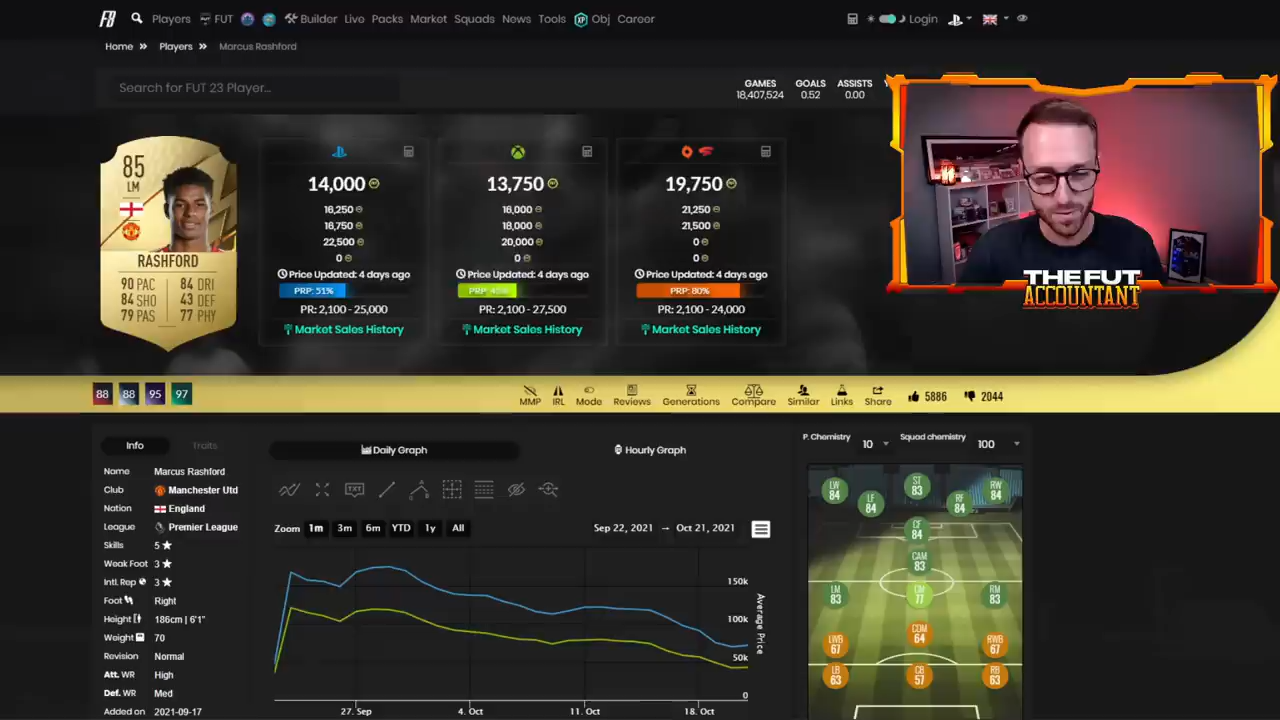 FB Players FUT Builder Live Packs Market Squads News Tools XP Obj Career Login
Home » Players » Marcus Rashford
Search for FUT 23 Player...
GAMES GOALS ASSISTS
18,407,524 0.52 0.00
85
LM
RASHFORD
90 PAC 84 DRI
84 SHO 43 DEF
79 PAS 77 PHY
14,000
16,250
16,750
22,500
0
Price Updated: 4 days ago
PRP: 51%
PR: 2,100 - 25,000
Market Sales History
13,750
16,000
18,000
20,000
0
Price Updated: 4 days ago
PR: 2,100 - 27,500
Market Sales History
19,750
21,250
21,500
0
0
Price Updated: 4 days ago
PRP: 80%
PR: 2,100 - 24,000
Market Sales History
THE FUT
ACCOUNTANT
88 88 95 97
MMP IRL Mode Reviews Generations Compare Similar Links Share 5886 2044
Info Traits
Name Marcus Rashford
Club Manchester Utd
Nation England
League Premier League
Skills 5
Weak Foot 3
Intl.Rep 3
Foot Right
Height 186cm | 6'1"
Weight 70
Revision Normal
Att. WR High
Def. WR Med
Added on 2021-09-17
Daily Graph Hourly Graph
TXT
Zoom 1m 3m 6m YTD 1y All Sep 22, 2021 → Oct 21, 2021
150k
100k
50k
0
Average Price
27. Sep 4. Oct 11. Oct 18. Oct
P. Chemistry 10 Squad chemistry 100
LW 84
LF 84
ST 83
RF 84
RW 84
CF 84
CAM 83
LM 83
CM 77
RM 83
LWB 67
CDM 64
RWB 67
LB 63
CB 57
RB 63